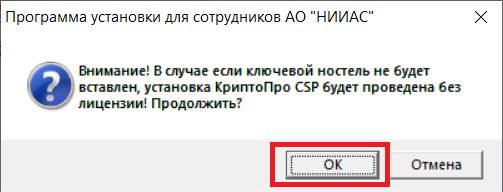 Программа установки для сотрудников АО "НИИАС"
Внимание! В случае если ключевой ностель не будет
вставлен, установка КриптоПро CSP будет проведена без
лицензии! Продолжить?
ОК
Отмена